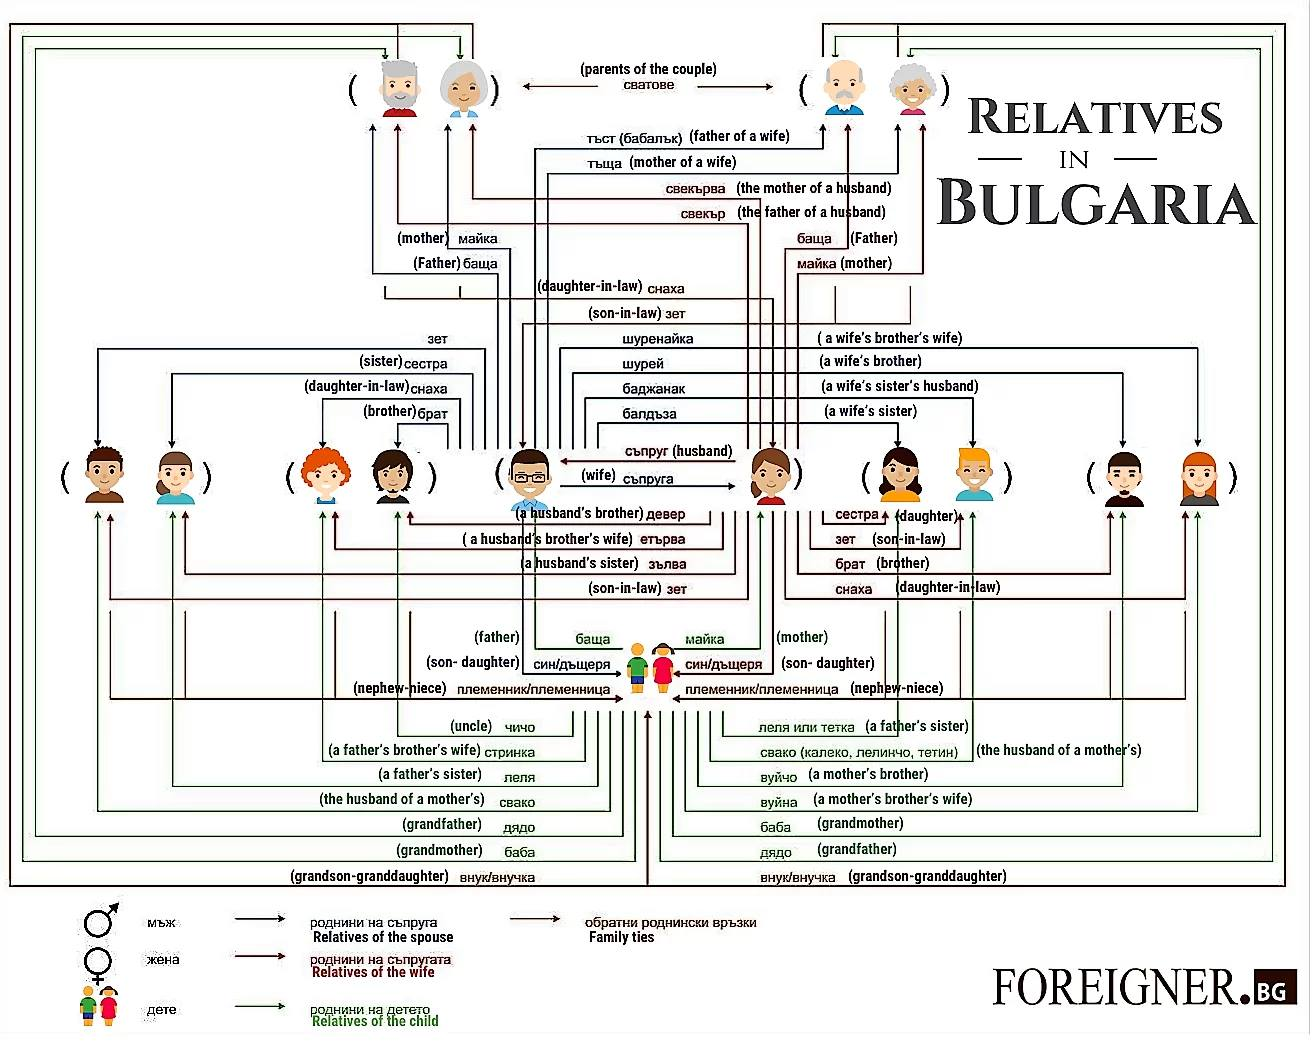 (parents of the couple)
сватове
RELATIVES
IN
BULGARIA
тъст (бабалък) (father of a wife)
тъща (mother of a wife)
свекърва (the mother of a husband)
свекър (the father of a husband)
(mother) майка
баща (Father)
(Father) баща
майка (mother)
(daughter-in-law) снаха
(son-in-law) зет
зет
шуренайка ( a wife's brother's wife)
(sister) сестра
шурей (a wife's brother)
(daughter-in-law) снаха
баджанак (a wife's sister's husband)
(brother) брат
балдъза (a wife's sister)
съпруг (husband)
(wife) съпруга
(a husband's brother) девер
сестра (daughter)
( a husband's brother's wife) етърва
зет (son-in-law)
(a husband's sister) зълва
брат (brother)
(son-in-law) зет
снаха (daughter-in-law)
(father) баща
майка (mother)
(son- daughter) син/дъщеря
син/дъщеря (son- daughter)
(nephew-niece) племенник/племенница
племенник/племенница (nephew-niece)
(uncle) чичо
леля или тетка (a father's sister)
(a father's brother's wife) стринка
свако (калеко, лелинчо, тетин) (the husband of a mother's)
(a father's sister) леля
вуйчо (a mother's brother)
(the husband of a mother's) свако
вуйна (a mother's brother's wife)
(grandfather) дядо
баба (grandmother)
(grandmother) баба
дядо (grandfather)
(grandson-granddaughter) внук/внучка
внук/внучка (grandson-granddaughter)
мъж
роднини на съпруга
Relatives of the spouse
обратни роднински връзки
Family ties
жена
роднини на съпругата
Relatives of the wife
дете
роднини на детето
Relatives of the child
FOREIGNER.BG